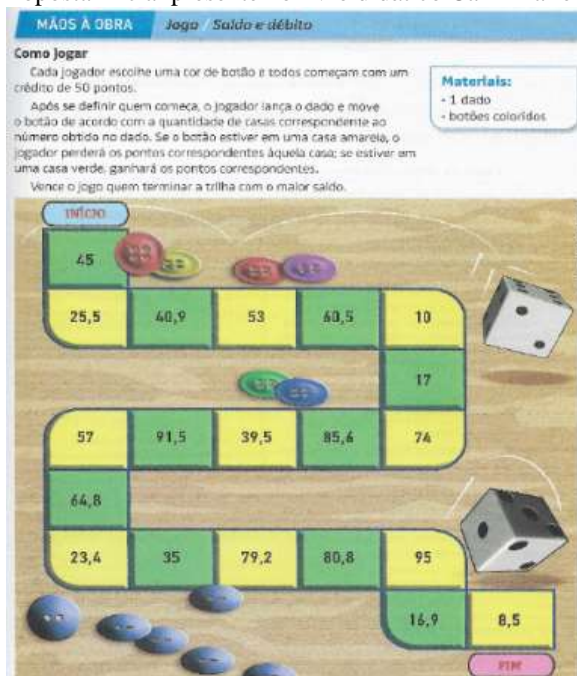 MÃOS À OBRA Jogo / Saldo e débito
Como jogar
Cada jogador escolhe uma cor de botão e todos começam com um
crédito de 50 pontos.
Após se definir quem começa, o jogador lança o dado e move
o botão de acordo com a quantidade de casas correspondente ao
número obtido no dado. Se o botão estiver em uma casa amarela, o
jogador perderá os pontos correspondentes àquela casa; se estiver em
uma casa verde, ganhará os pontos correspondentes.
Vence o jogo quem terminar a trilha com o maior saldo.
Materiais:
- 1 dado
- botões coloridos
INÍCIO
45
25,5 40,9 53 60,5 10
17
57 91,5 39,5 85,6 74
64,8
23,4 35 79,2 80,8 95
16,9 8,5
FIM